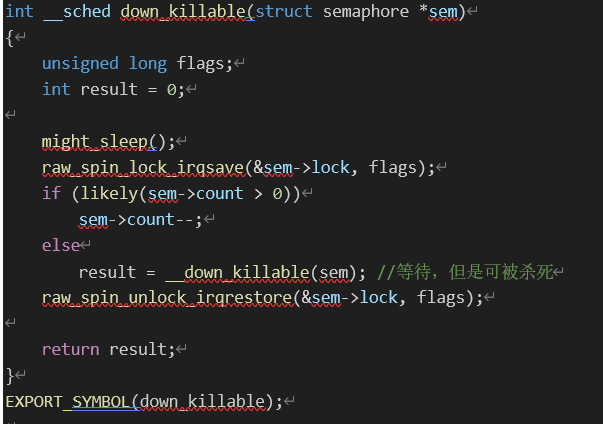 int __sched down_killable(struct semaphore *sem)↵
{↵
    unsigned long flags;↵
    int result = 0;↵
↵
    might_sleep();↵
    raw_spin_lock_irqsave(&sem->lock, flags);↵
    if (likely(sem->count > 0))↵
        sem->count--;↵
    else↵
        result = __down_killable(sem); //等待，但是可被杀死↵
    raw_spin_unlock_irqrestore(&sem->lock, flags);↵
↵
    return result;↵
}↵
EXPORT_SYMBOL(down_killable);↵